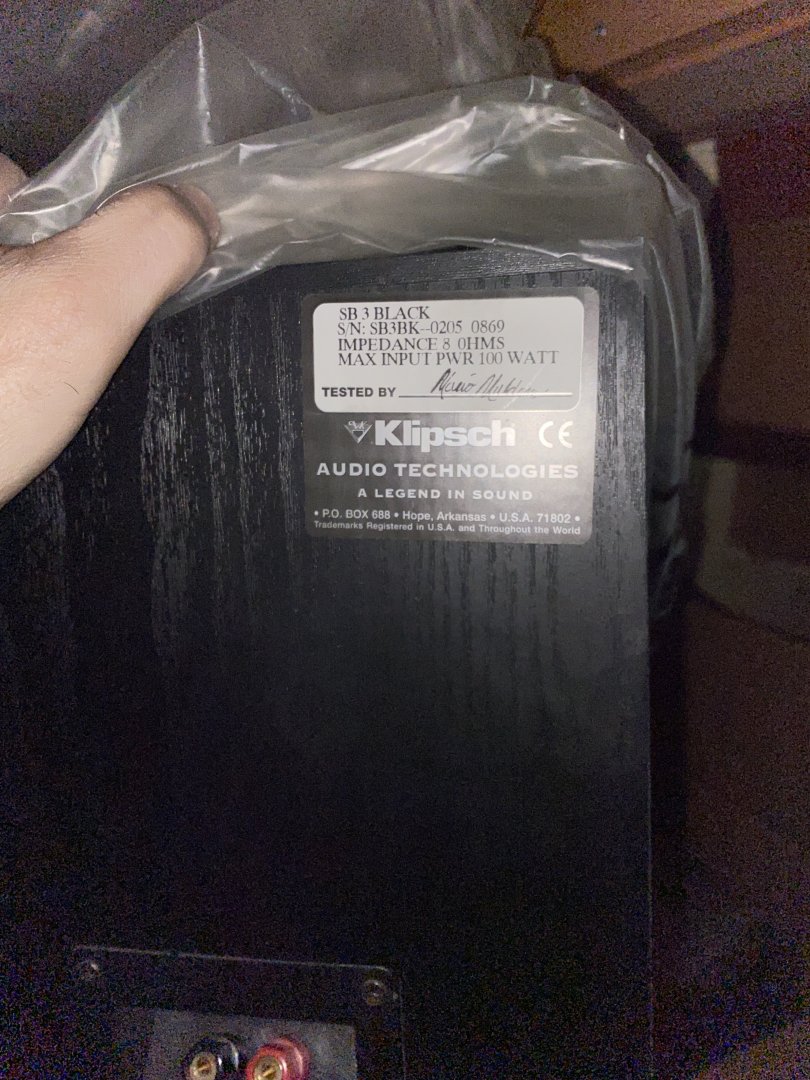 SB 3 BLACK
S/N: SB3BK--0205 0869
IMPEDANCE 8 0HMS
MAX INPUT PWR 100 WATT
TESTED BY
Klipsch CE
AUDIO TECHNOLOGIES
A LEGEND IN SOUND
• P.O. BOX 688 • Hope, Arkansas • U.S.A. 71802 •
Trademarks Registered in U.S.A. and Throughout the World